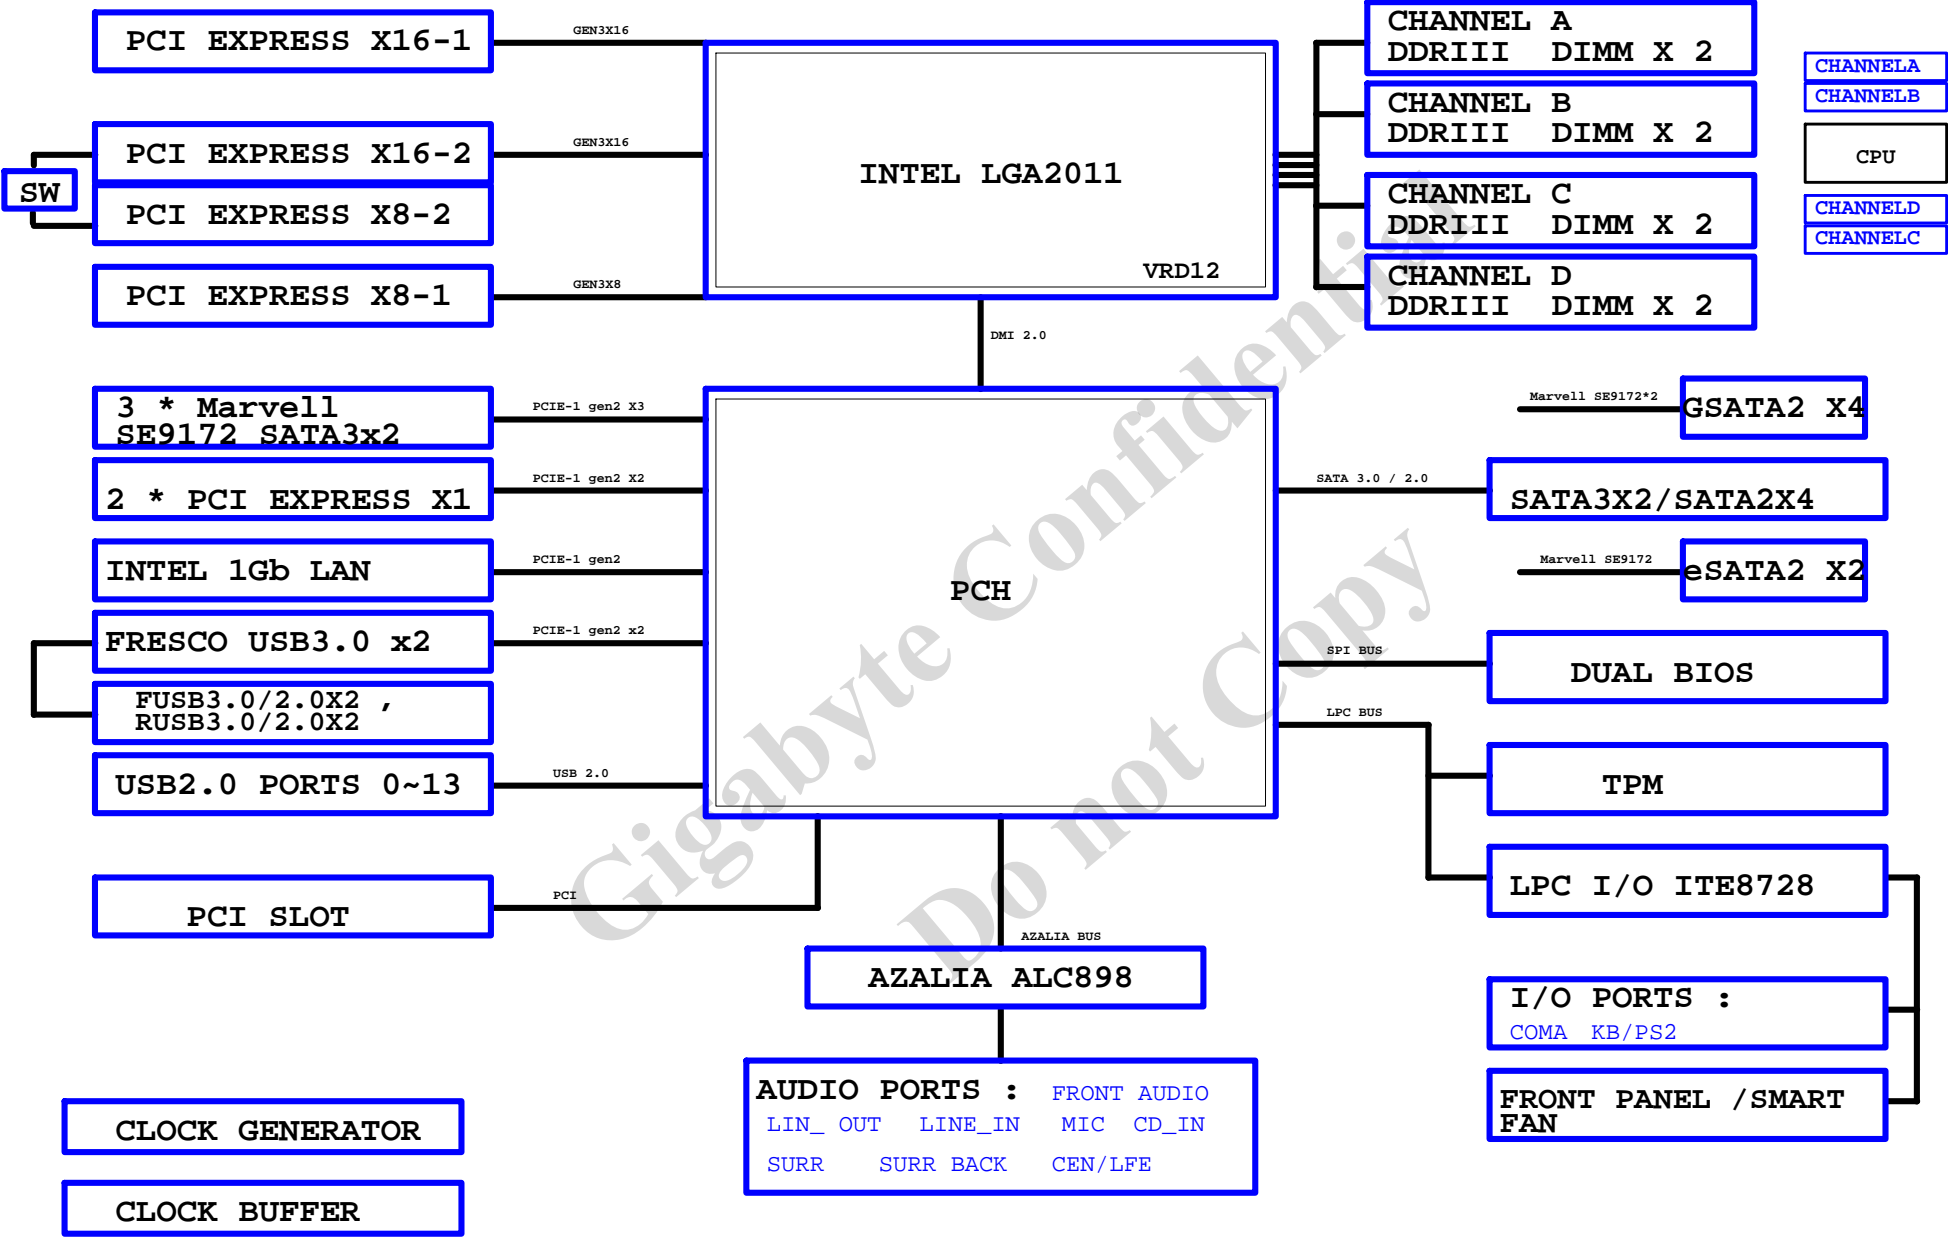 PCI EXPRESS X16-1
GEN3X16
PCI EXPRESS X16-2
GEN3X16
SW
PCI EXPRESS X8-2
PCI EXPRESS X8-1
GEN3X8
INTEL LGA2011
VRD12
CHANNEL A
DDRIII DIMM X 2
CHANNEL B
DDRIII DIMM X 2
CHANNEL C
DDRIII DIMM X 2
CHANNEL D
DDRIII DIMM X 2
CHANNELA
CHANNELB
CPU
CHANNELD
CHANNELC
DMI 2.0
3 * Marvell
SE9172 SATA3x2
PCIE-1 gen2 X3
2 * PCI EXPRESS X1
PCIE-1 gen2 X2
INTEL 1Gb LAN
PCIE-1 gen2
FRESCO USB3.0 x2
PCIE-1 gen2 x2
FUSB3.0/2.0X2 ,
RUSB3.0/2.0X2
USB2.0 PORTS 0~13
USB 2.0
PCI SLOT
PCI
PCH
Marvell SE9172*2
GSATA2 X4
SATA 3.0 / 2.0
SATA3X2/SATA2X4
Marvell SE9172
eSATA2 X2
SPI BUS
DUAL BIOS
LPC BUS
TPM
LPC I/O ITE8728
I/O PORTS :
COMA KB/PS2
FRONT PANEL /SMART
FAN
AZALIA BUS
AZALIA ALC898
AUDIO PORTS : FRONT AUDIO
LIN_ OUT LINE_IN MIC CD_IN
SURR SURR BACK CEN/LFE
CLOCK GENERATOR
CLOCK BUFFER
Gigabyte Confidential
Do not Copy